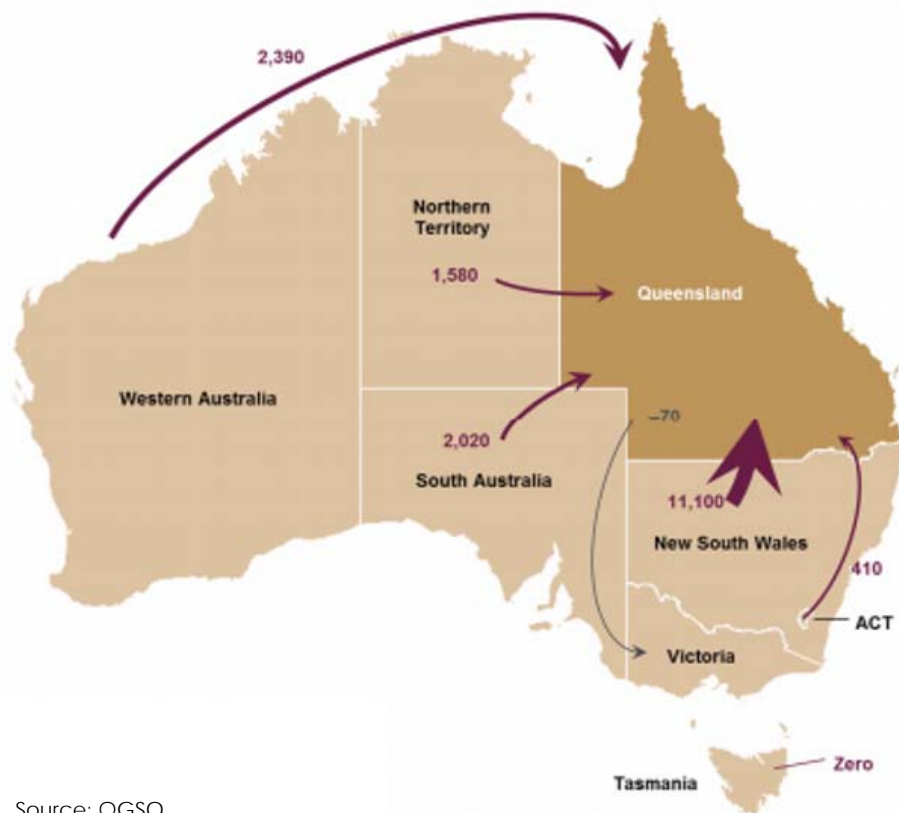 2,390
Northern
Territory
1,580
Queensland
Western Australia
2,020
–70
South Australia
11,100
New South Wales
410
ACT
Victoria
Zero
Tasmania
Source: QGSO